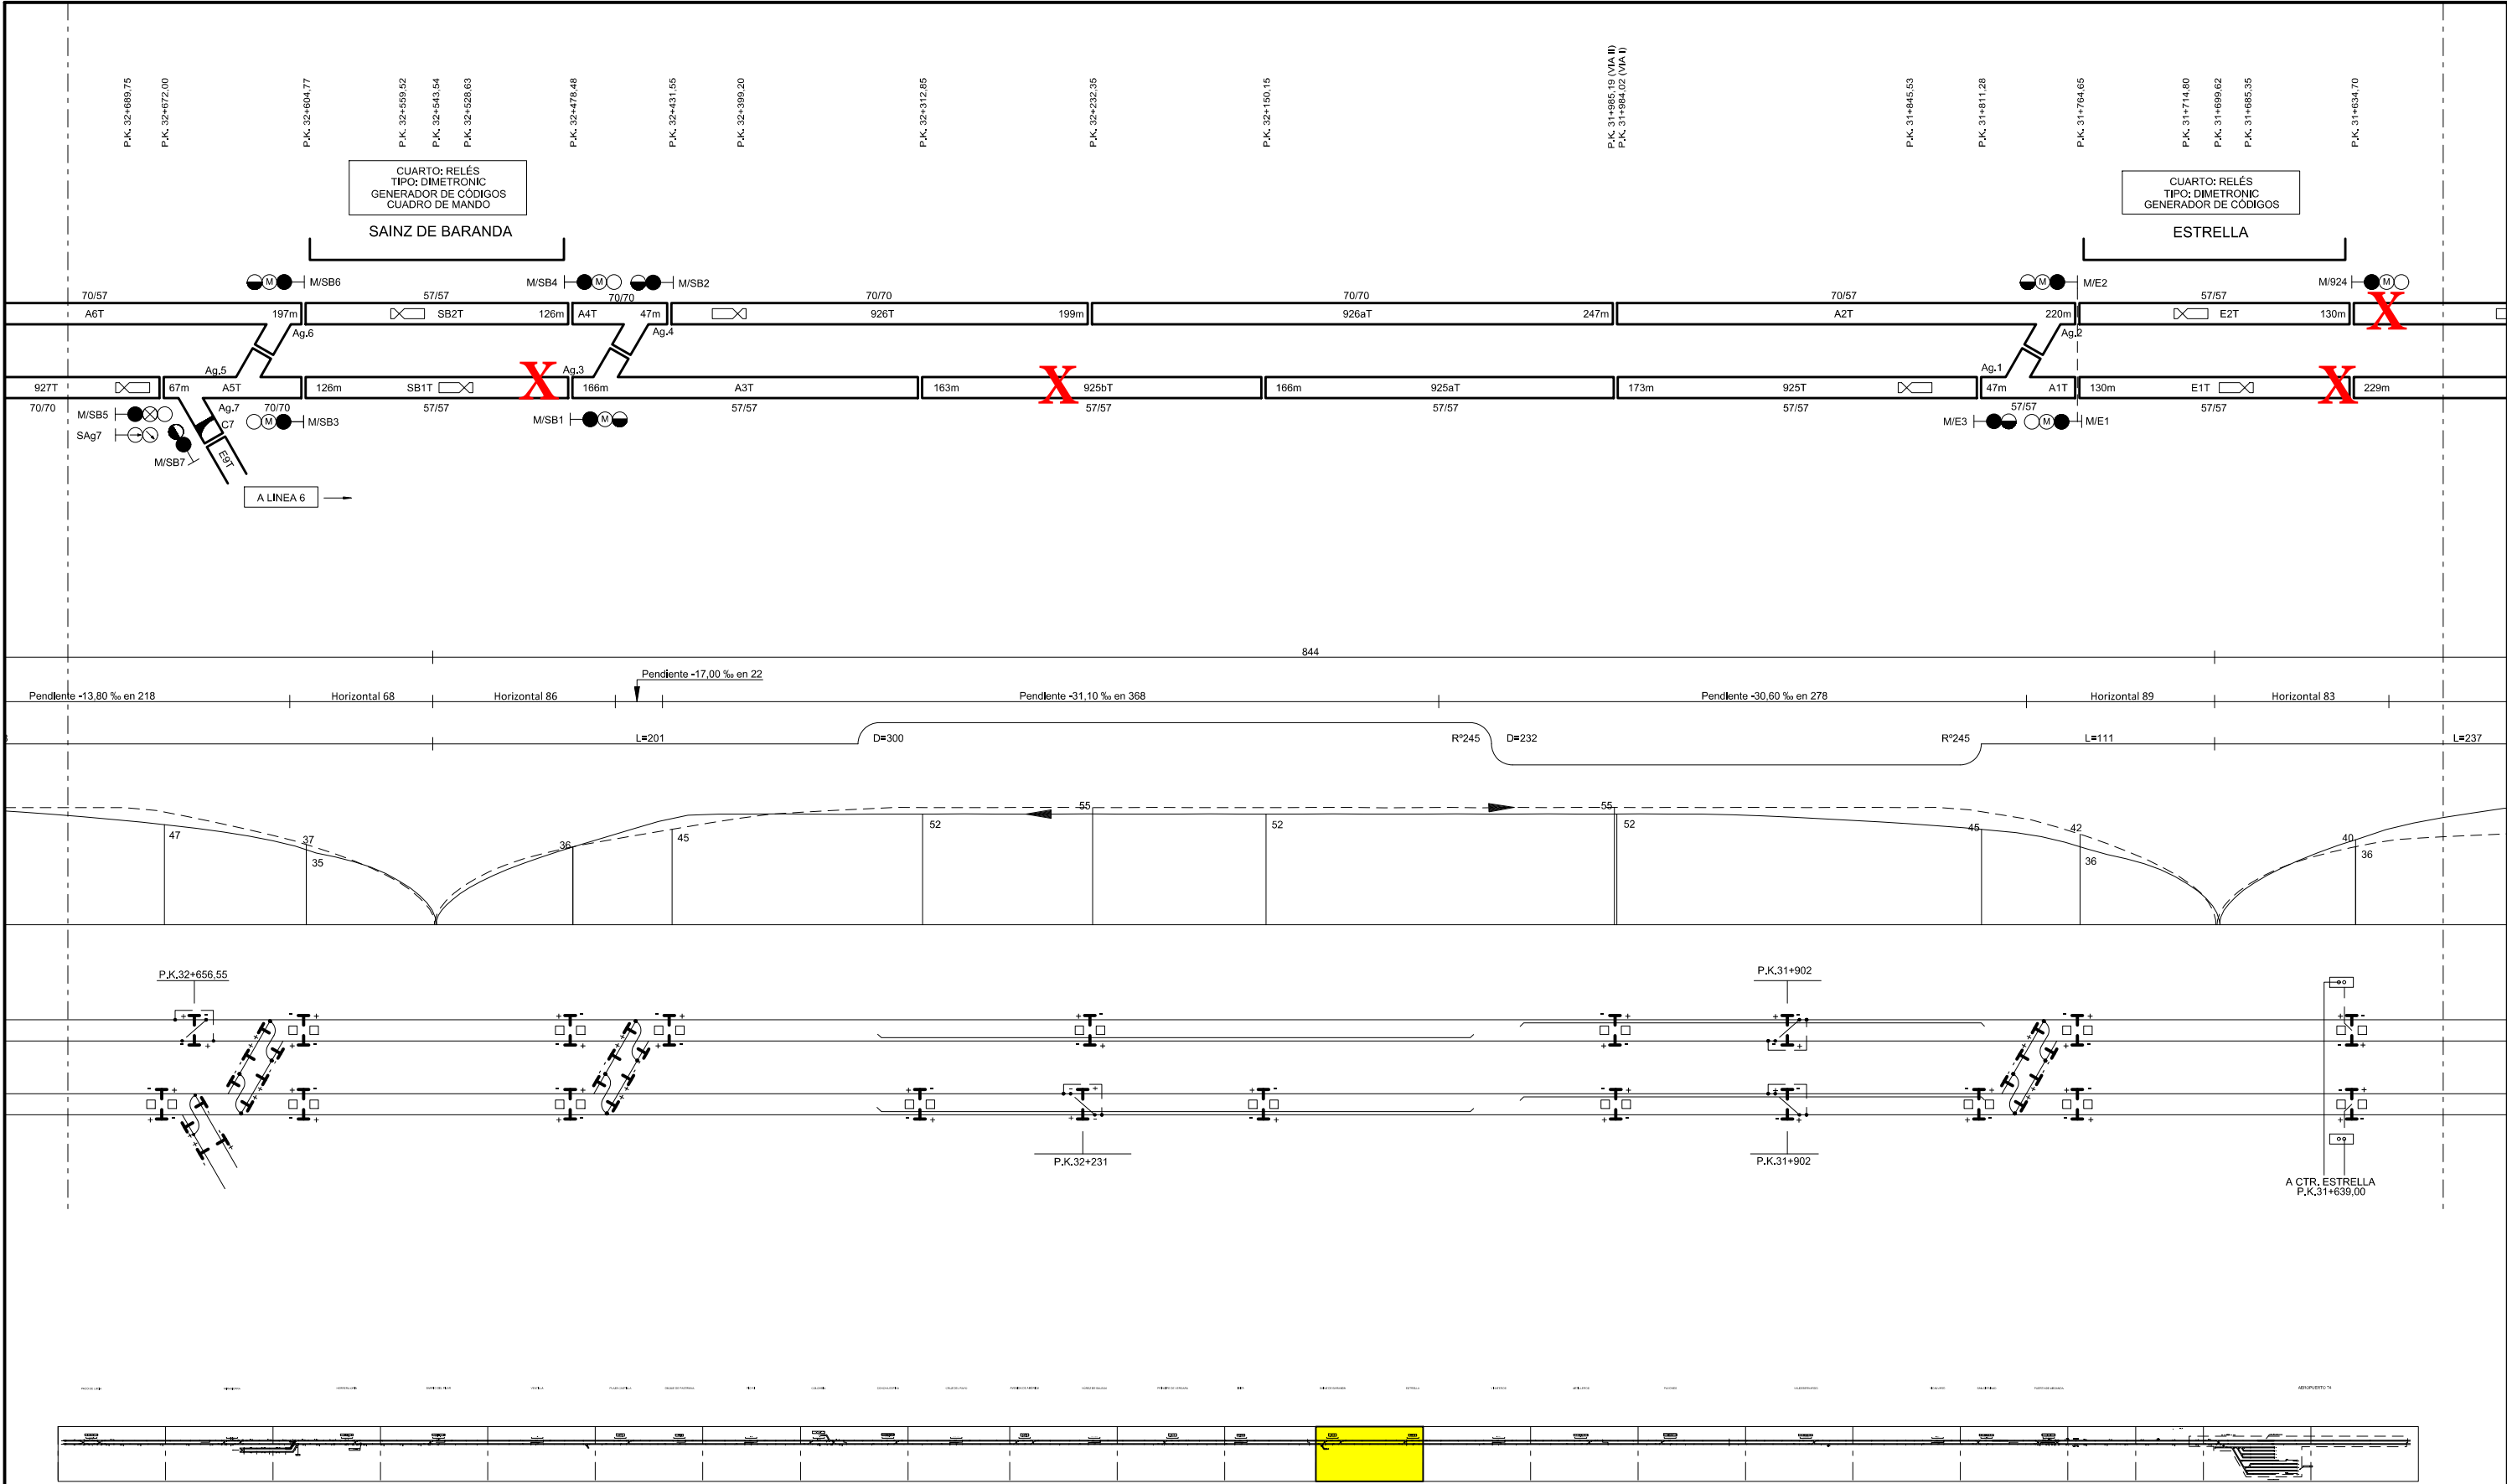 P.K. 32+689,75
P.K. 32+672,00
P.K. 32+604,77
P.K. 32+559,52
P.K. 32+543,54
P.K. 32+528,63
P.K. 32+478,48
P.K. 32+431,55
P.K. 32+399,20
P.K. 32+312,85
P.K. 32+232,35
P.K. 32+150,15
P.K. 31+985,19 (VIA II)
P.K. 31+984,02 (VIA I)
P.K. 31+845,53
P.K. 31+811,28
P.K. 31+764,65
P.K. 31+714,80
P.K. 31+699,62
P.K. 31+685,35
P.K. 31+634,70
CUARTO: RELÉS
TIPO: DIMETRONIC
GENERADOR DE CÓDIGOS
CUADRO DE MANDO
SAÍNZ DE BARANDA
CUARTO: RELÉS
TIPO: DIMETRONIC
GENERADOR DE CÓDIGOS
ESTRELLA
M M/SB6
M/SB4 M
M/SB2
M M/E2
M/924 M
70/57 57/57 70/70 70/70 70/70 70/57 57/57
A6T 197m SB2T 126m A4T 47m 926T 199m 926aT 247m A2T 220m E2T 130m X
Ag.6 Ag.4 Ag.2
Ag.5 Ag.3 Ag.1
927T 67m A5T 126m SB1T X 166m A3T 163m X 925bT 166m 925aT 173m 925T 47m A1T 130m E1T X 229m
70/70 70/70 57/57 57/57 57/57 57/57 57/57 57/57 57/57
M/SB5
Ag.7
C7
M M/SB3
M/SB1 M
M/E3 M M/E1
SAg7
M/SB7
E9T
A LINEA 6
844
Pendiente -17,00 ‰ en 22
Pendiente -13,80 ‰ en 218 Horizontal 68 Horizontal 86 Pendiente -31,10 ‰ en 368 Pendiente -30,60 ‰ en 278 Horizontal 89 Horizontal 83
L=201 D=300 Rº245 D=232 Rº245 L=111 L=237
47 37 35 36 45 52 55 52 55 52 45 42 36 40 36
P.K.32+656,55
P.K.31+902
P.K.32+231
P.K.31+902
A CTR. ESTRELLA
P.K.31+639,00